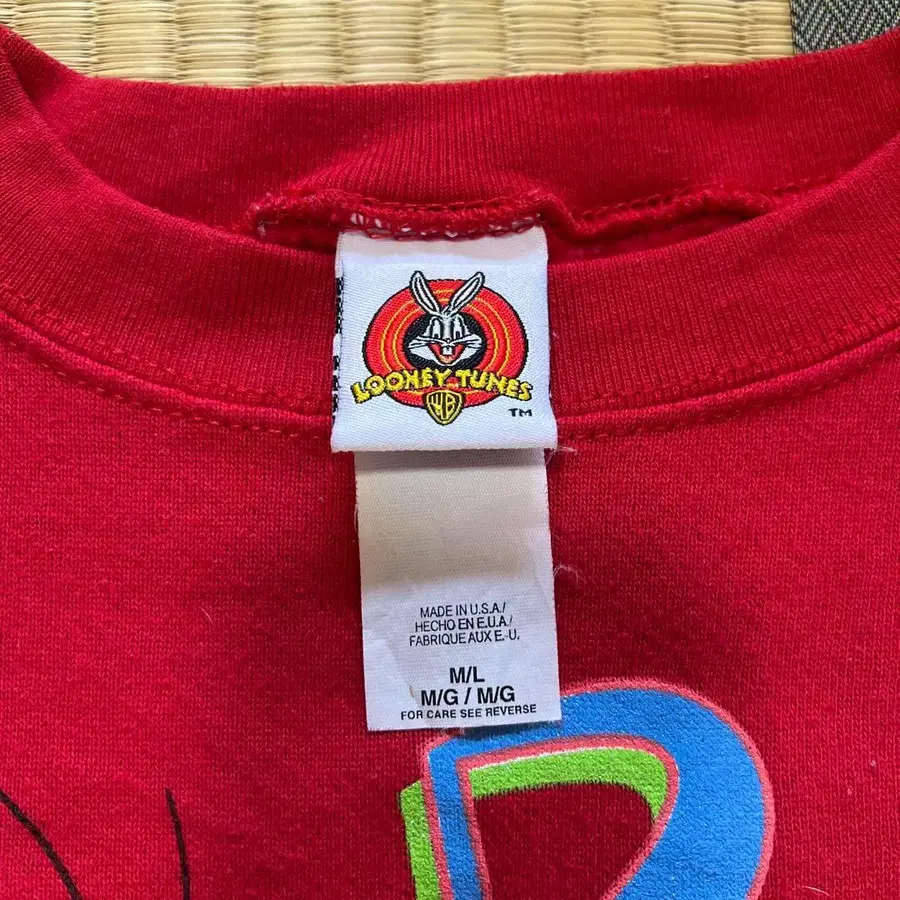 LOONEY TUNES
WB
TM
MADE IN U.S.A./
HECHO EN E.U.A./
FABRIQUE AUX E.-U.
M/L
M/G / M/G
FOR CARE SEE REVERSE